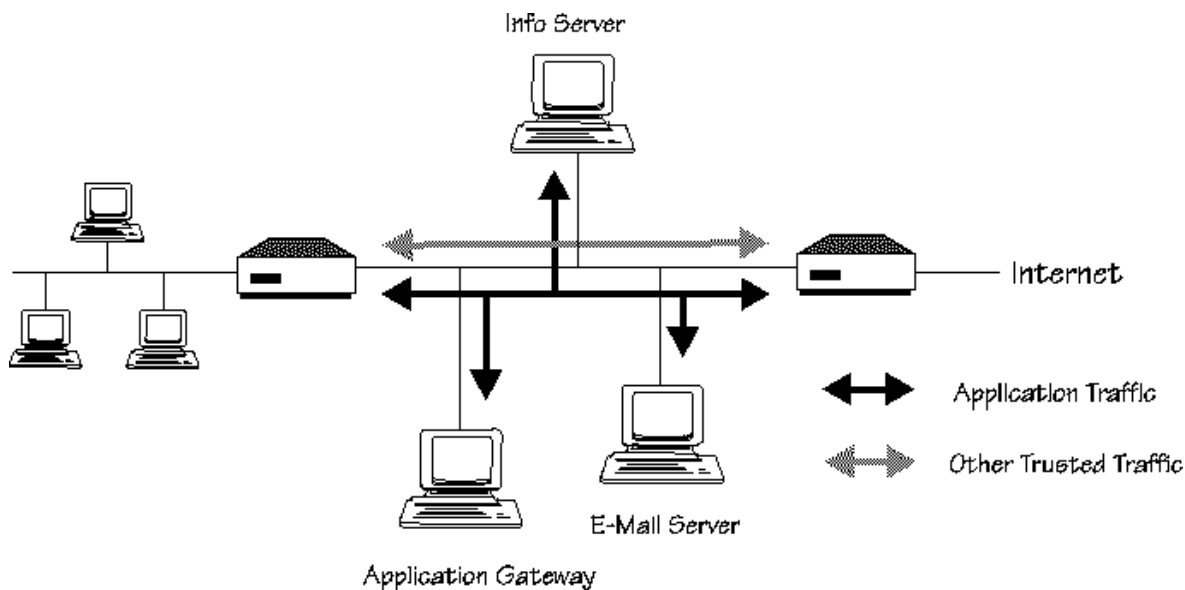 Info Server
Internet
Application Traffic
Other Trusted Traffic
E-Mail Server
Application Gateway